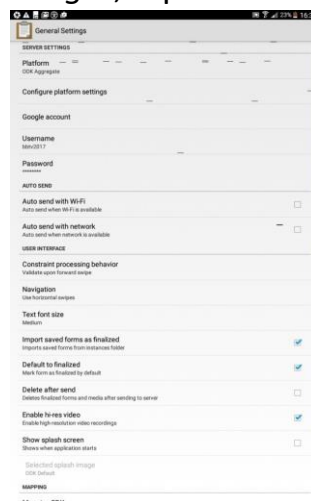 23% 16:
General Settings
SERVER SETTINGS
Platform
ODK Aggregate
Configure platform settings
Google account
Username
Password
********
AUTO SEND
Auto send with Wi-Fi
Auto send when Wi-Fi is available
Auto send with network
Auto send when network is available
USER INTERFACE
Constraint processing behavior
Validate upon forward swipe
Navigation
Use horizontal swipes
Text font size
Medium
Import saved forms as finalized
Imports saved forms from instances folder
Default to finalized
Mark form as finalized by default
Delete after send
Deletes finalized forms and media after sending to server
Enable hi-res video
Enable high resolution video recordings
Show splash screen
Shows when application starts
Selected splash image
ODK Default
MAPPING